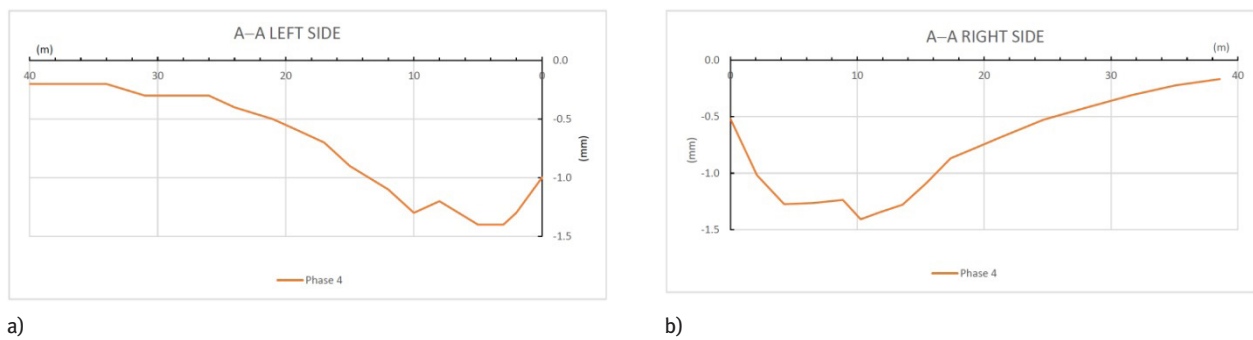 A–A LEFT SIDE
(m)
0.0
40 30 20 10 0
-0.5
(mm)
-1.0
-1.5
Phase 4
a)
A–A RIGHT SIDE
(m)
0.0
0 10 20 30 40
-0.5
(mm)
-1.0
-1.5
Phase 4
b)